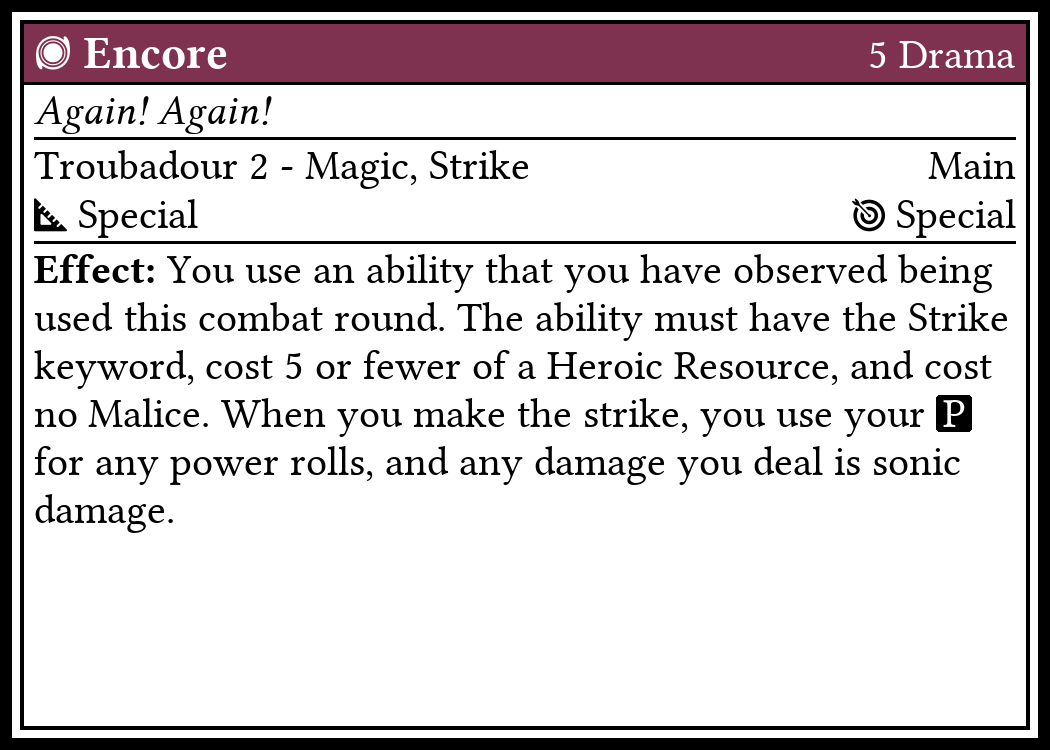 Encore 5 Drama
Again! Again!
Troubadour 2 - Magic, Strike Main
Special Special
Effect: You use an ability that you have observed being
used this combat round. The ability must have the Strike
keyword, cost 5 or fewer of a Heroic Resource, and cost
no Malice. When you make the strike, you use your P
for any power rolls, and any damage you deal is sonic
damage.